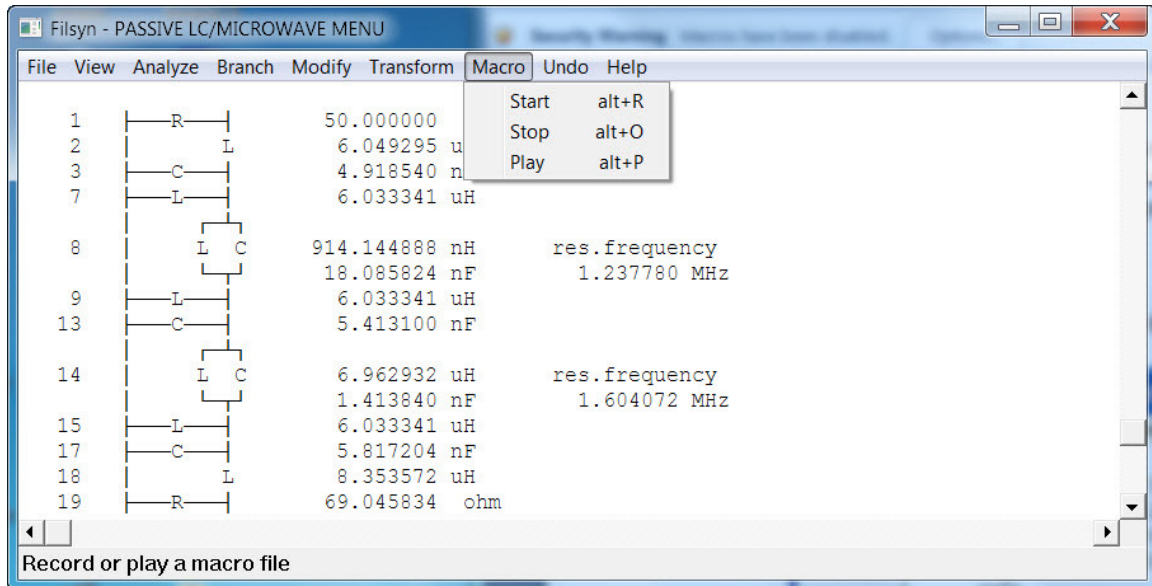 Filsyn - PASSIVE LC/MICROWAVE MENU
Security Warning
File View Analyze Branch Modify Transform Macro Undo Help
Start alt+R
Stop alt+O
Play alt+P
1 R 50.000000
2 L 6.049295 u
3 C 4.918540 n
7 L 6.033341 uH
8 L C 914.144888 nH res.frequency
18.085824 nF 1.237780 MHz
9 L 6.033341 uH
13 C 5.413100 nF
14 L C 6.962932 uH res.frequency
1.413840 nF 1.604072 MHz
15 L 6.033341 uH
17 C 5.817204 nF
18 L 8.353572 uH
19 R 69.045834 ohm
Record or play a macro file